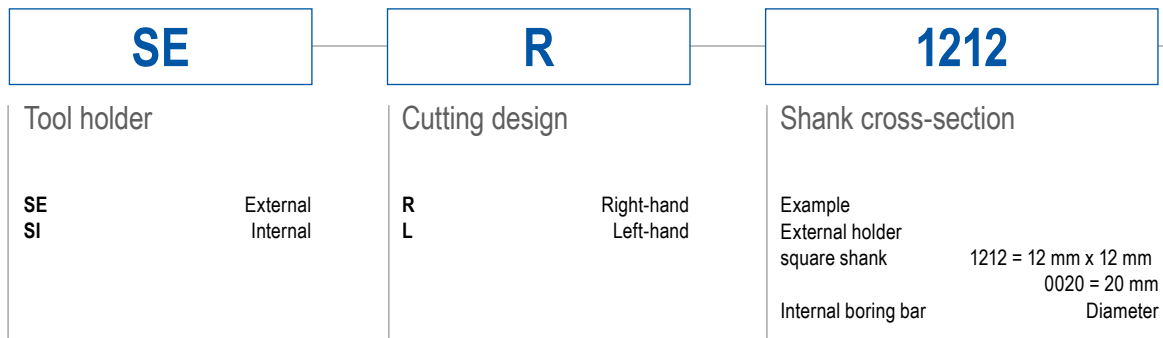 SE R 1212
Tool holder Cutting design Shank cross-section
SE External R Right-hand Example
SI Internal L Left-hand External holder
square shank 1212 = 12 mm x 12 mm
0020 = 20 mm
Internal boring bar Diameter